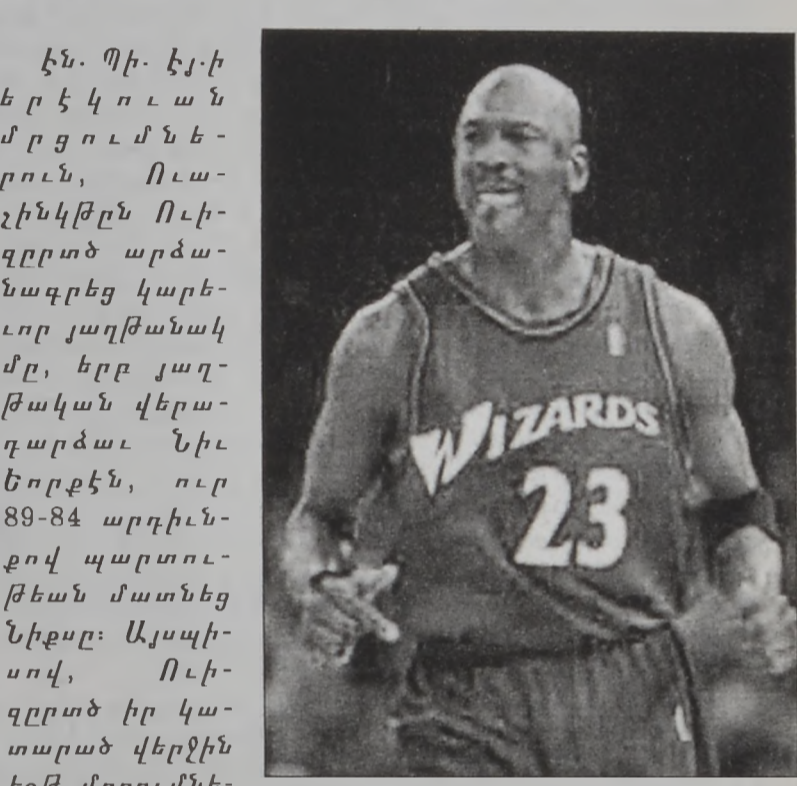 Էն. Պի. Էյ.ի
երէկուան
մրցումնե-
րուն, Ուա-
շինկթըն Ուի-
զըրտծ արձա-
նագրեց կարե-
ւոր յաղթանակ
մը, երբ յաղ-
թական վերա-
դարձաւ Նիւ
Եորքէն, ուր
89-84 արդիւն-
քով պարտու-
թեան մատնեց
Նիքսը։ Այսպի-
սով, Ուի-
զըրտծ իր կա-
տարած վերջին
WIZARDS
23